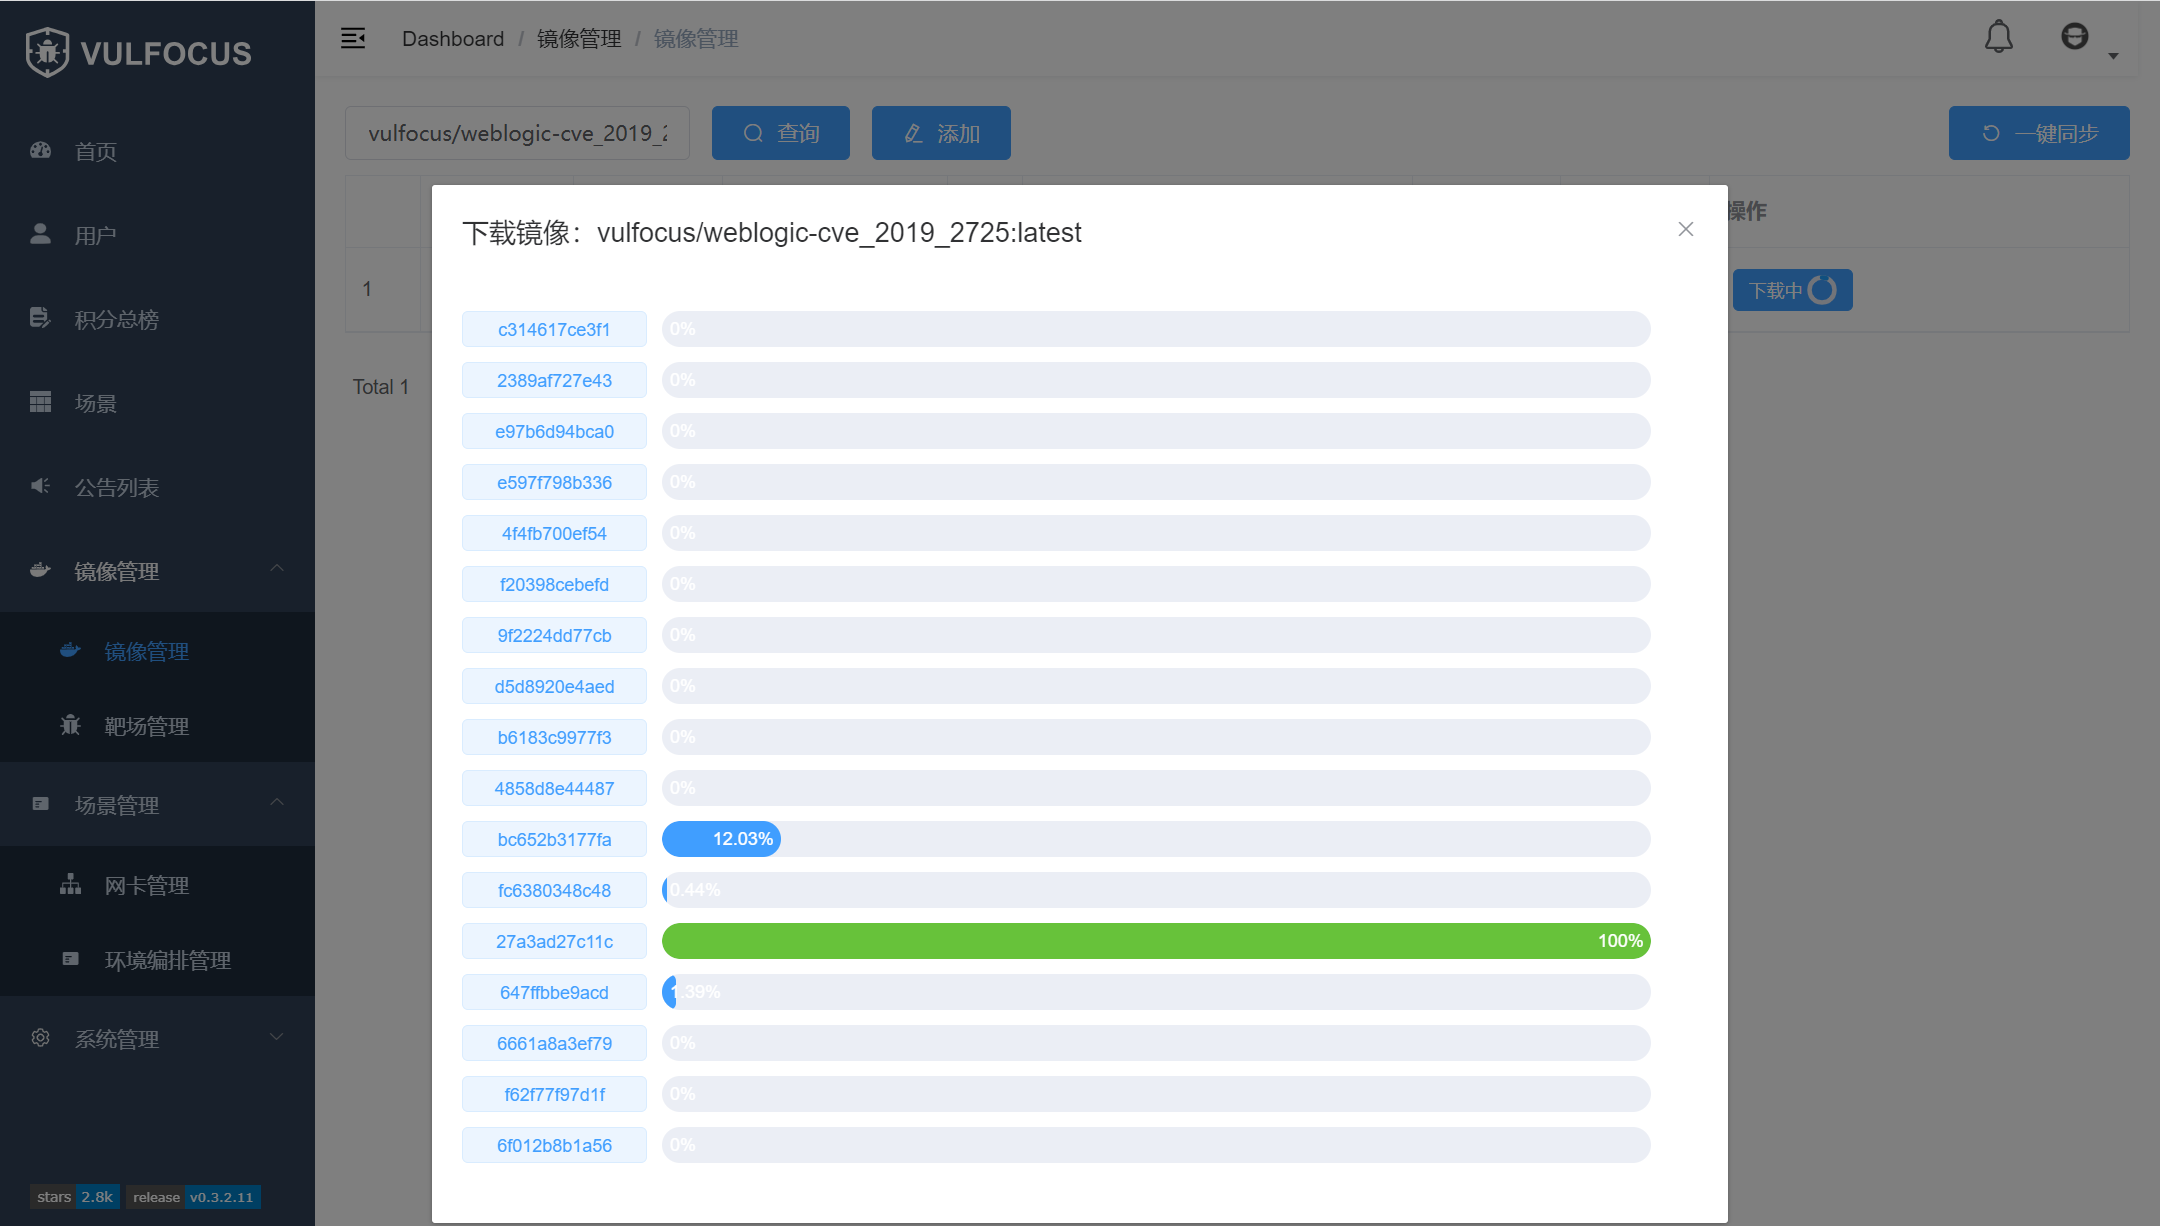 VULFOCUS
首页
用户
积分总榜
场景
公告列表
镜像管理
镜像管理
靶场管理
场景管理
网卡管理
环境编排管理
系统管理
stars 2.8k release v0.3.2.11
Dashboard / 镜像管理 / 镜像管理
vulfocus/weblogic-cve_2019_2
查询
添加
一键同步
操作
1
下载中
Total 1
下载镜像：vulfocus/weblogic-cve_2019_2725:latest
c314617ce3f1 0%
2389af727e43 0%
e97b6d94bca0 0%
e597f798b336 0%
4f4fb700ef54 0%
f20398cebefd 0%
9f2224dd77cb 0%
d5d8920e4aed 0%
b6183c9977f3 0%
4858d8e44487 0%
bc652b3177fa 12.03%
fc6380348c48 0.44%
27a3ad27c11c 100%
647ffbbe9acd 1.39%
6661a8a3ef79 0%
f62f77f97d1f 0%
6f012b8b1a56 0%